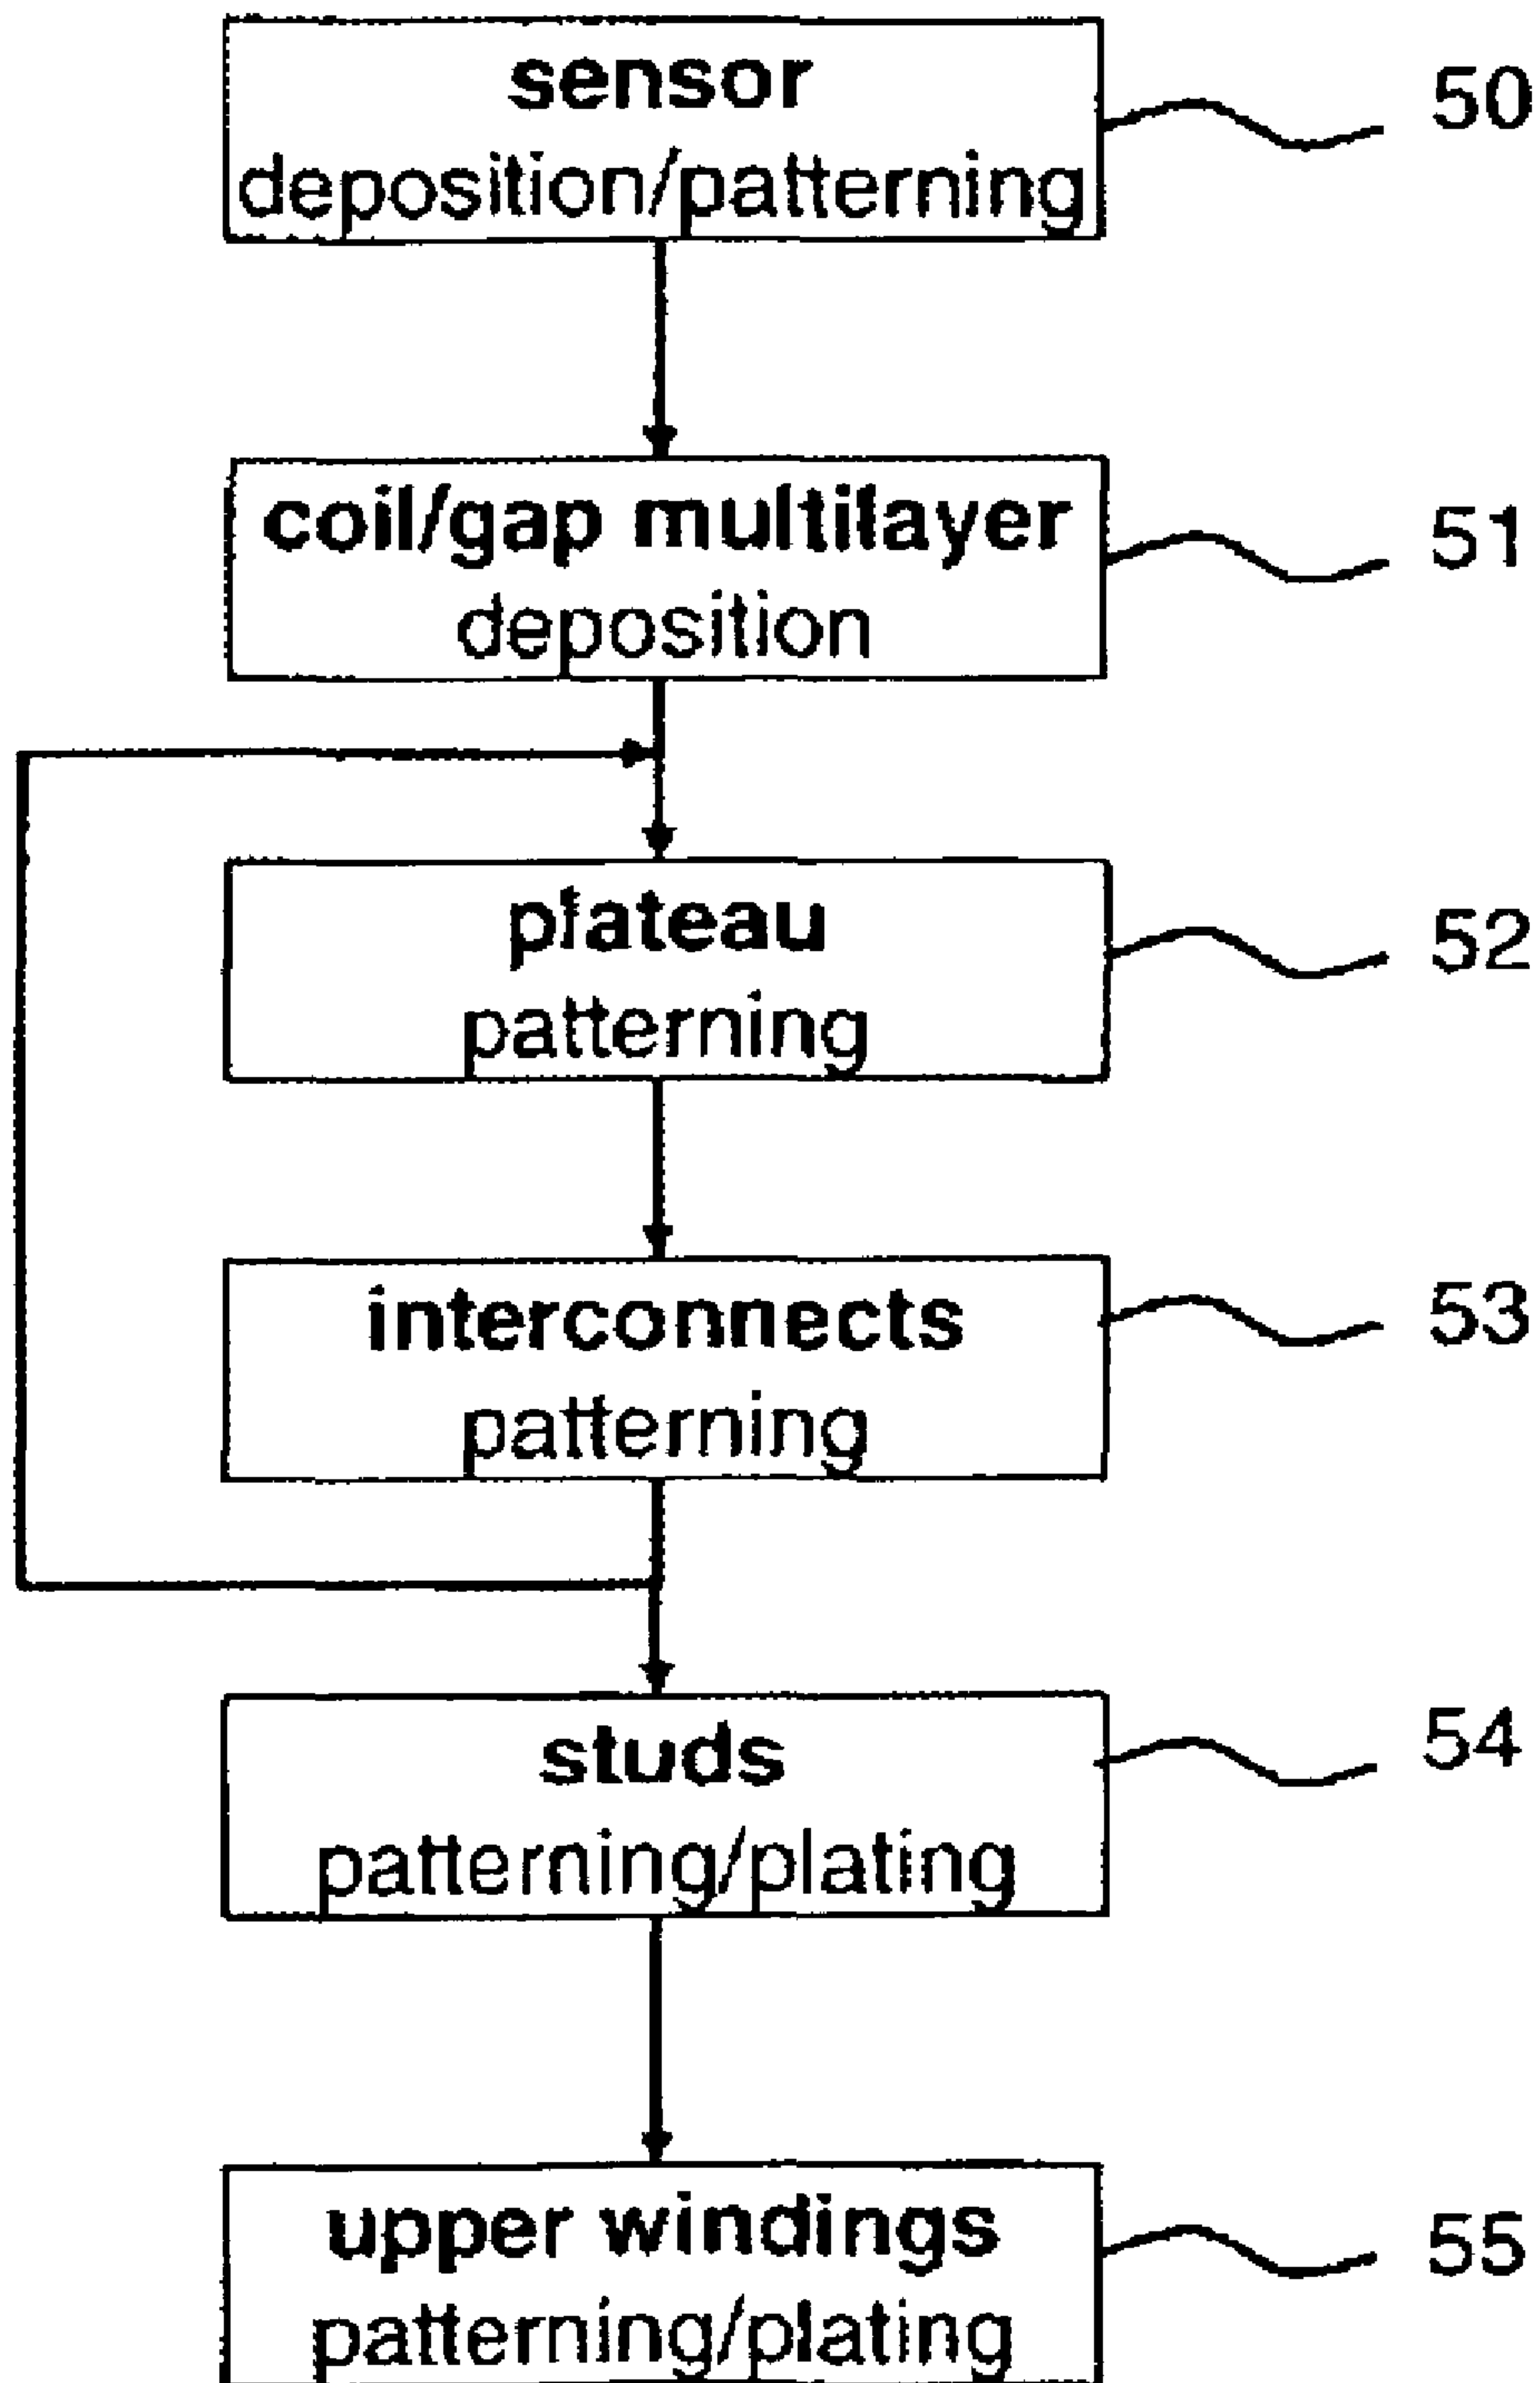 sensor
deposition/patterning
50
coil/gap multilayer
deposition
51
plateau
patterning
52
interconnects
patterning
53
studs
patterning/plating
54
upper windings
patterning/plating
55